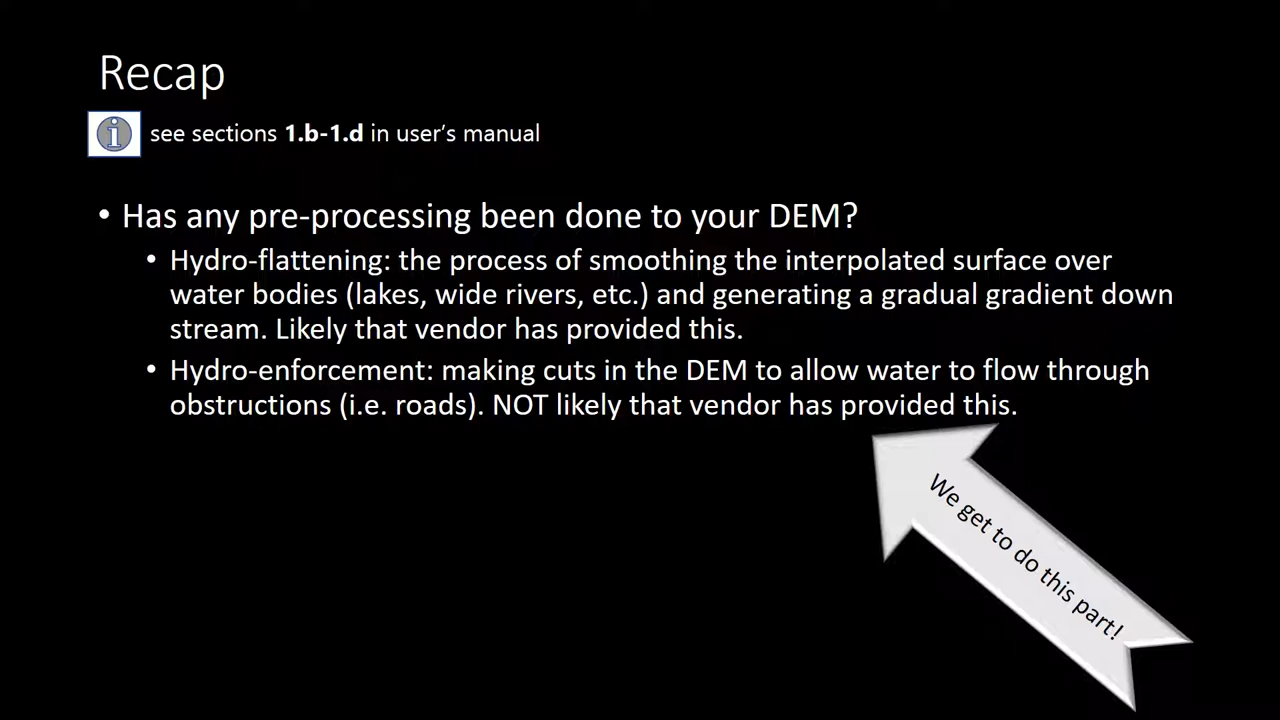 Recap
i see sections 1.b-1.d in user’s manual
• Has any pre-processing been done to your DEM?
• Hydro-flattening: the process of smoothing the interpolated surface over
water bodies (lakes, wide rivers, etc.) and generating a gradual gradient down
stream. Likely that vendor has provided this.
• Hydro-enforcement: making cuts in the DEM to allow water to flow through
obstructions (i.e. roads). NOT likely that vendor has provided this.
We get to do this part!